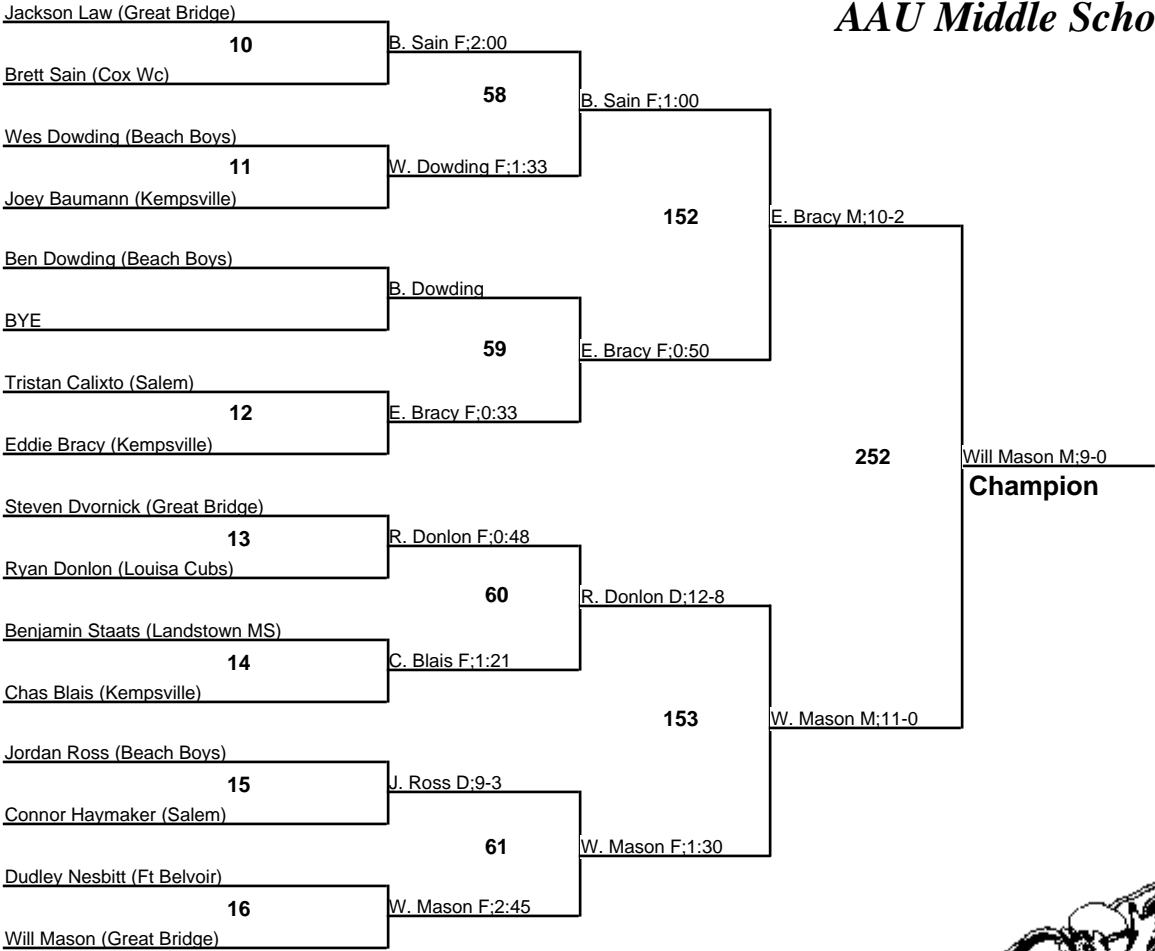 Jackson Law (Great Bridge)
AAU Middle Scho
10
B. Sain F;2:00
Brett Sain (Cox Wc)
58
B. Sain F;1:00
Wes Dowding (Beach Boys)
11
W. Dowding F;1:33
Joey Baumann (Kempsville)
152
E. Bracy M;10-2
Ben Dowding (Beach Boys)
B. Dowding
BYE
59
E. Bracy F;0:50
Tristan Calixto (Salem)
12
E. Bracy F;0:33
Eddie Bracy (Kempsville)
252
Will Mason M;9-0
Champion
Steven Dvornick (Great Bridge)
13
R. Donlon F;0:48
Ryan Donlon (Louisa Cubs)
60
R. Donlon D;12-8
Benjamin Staats (Landstown MS)
14
C. Blais F;1:21
Chas Blais (Kempsville)
153
W. Mason M;11-0
Jordan Ross (Beach Boys)
15
J. Ross D;9-3
Connor Haymaker (Salem)
61
W. Mason F;1:30
Dudley Nesbitt (Ft Belvoir)
16
W. Mason F;2:45
Will Mason (Great Bridge)